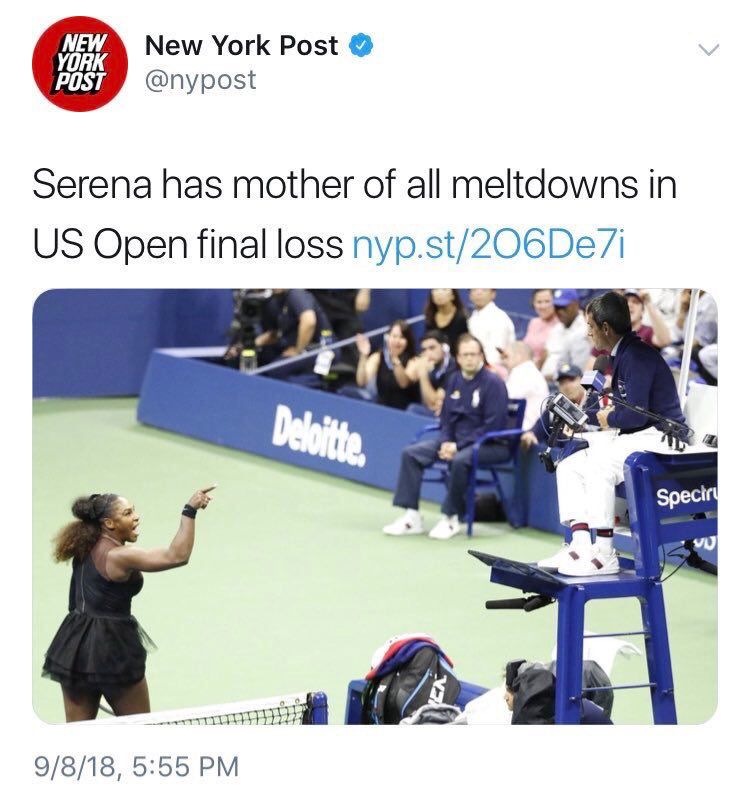 NEW
YORK
POST
New York Post
@nypost
Serena has mother of all meltdowns in
US Open final loss nyp.st/2O6De7i
Deloitte.
Spectru
9/8/18, 5:55 PM